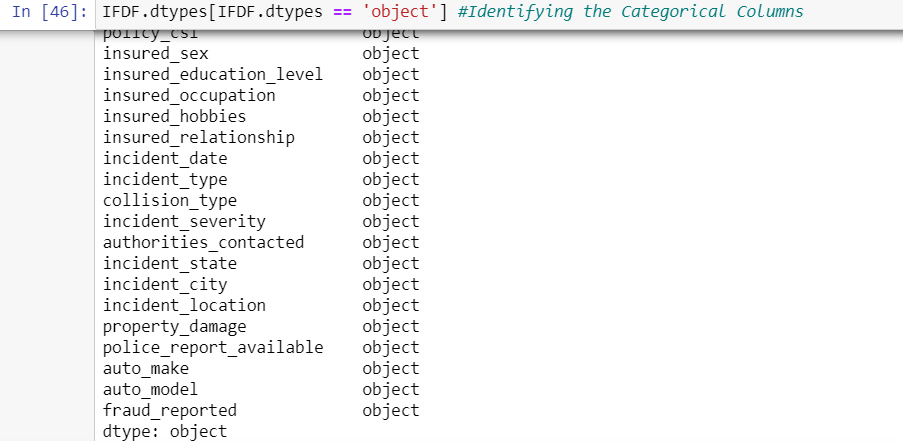 In [46]: IFDF.dtypes[IFDF.dtypes == 'object'] #Identifying the Categorical Columns
policy_csl object
insured_sex object
insured_education_level object
insured_occupation object
insured_hobbies object
insured_relationship object
incident_date object
incident_type object
collision_type object
incident_severity object
authorities_contacted object
incident_state object
incident_city object
incident_location object
property_damage object
police_report_available object
auto_make object
auto_model object
fraud_reported object
dtype: object